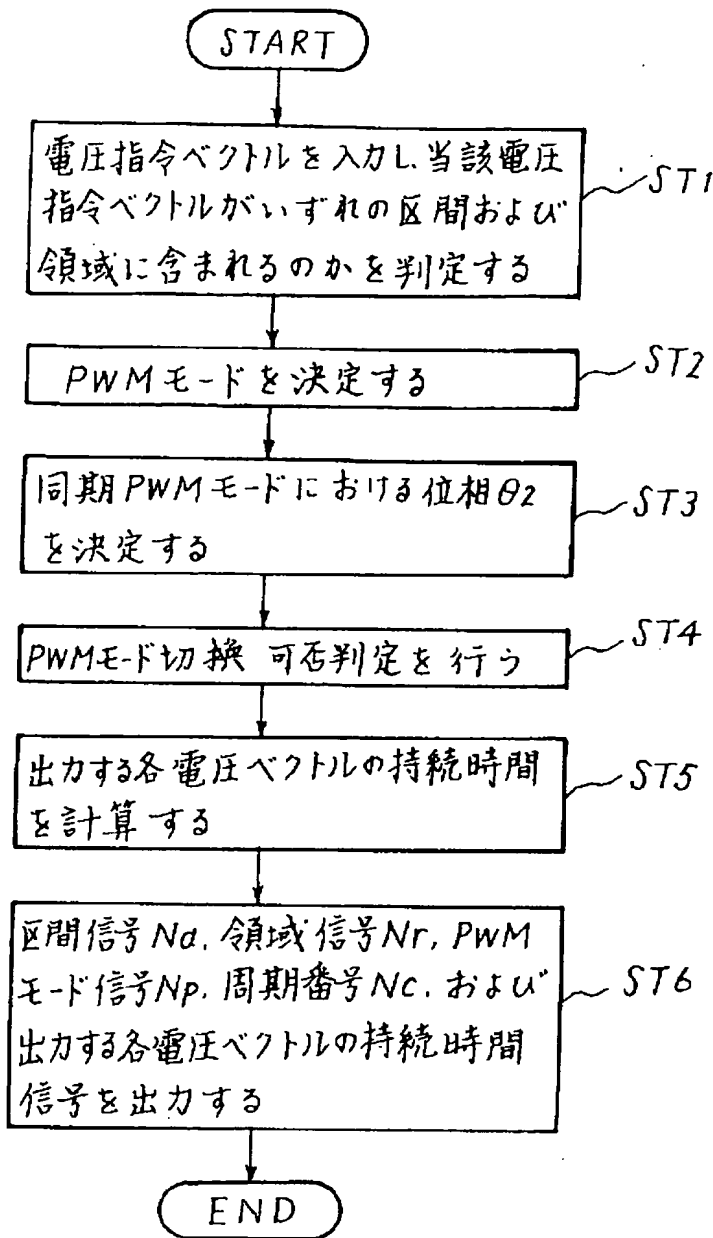 START
電圧指令ベクトルを入力し、当該電圧
指令ベクトルがいずれの区間および
領域に含まれるのかを判定する
ST1
PWMモードを決定する
ST2
同期PWMモードにおける位相θ2
を決定する
ST3
PWMモード切換 可否判定を行う
ST4
出力する各電圧ベクトルの持続時間
を計算する
ST5
区間信号Nd、領域信号Nr、PWM
モード信号Np、周期番号Nc、および
出力する各電圧ベクトルの持続時間
信号を出力する
ST6
END